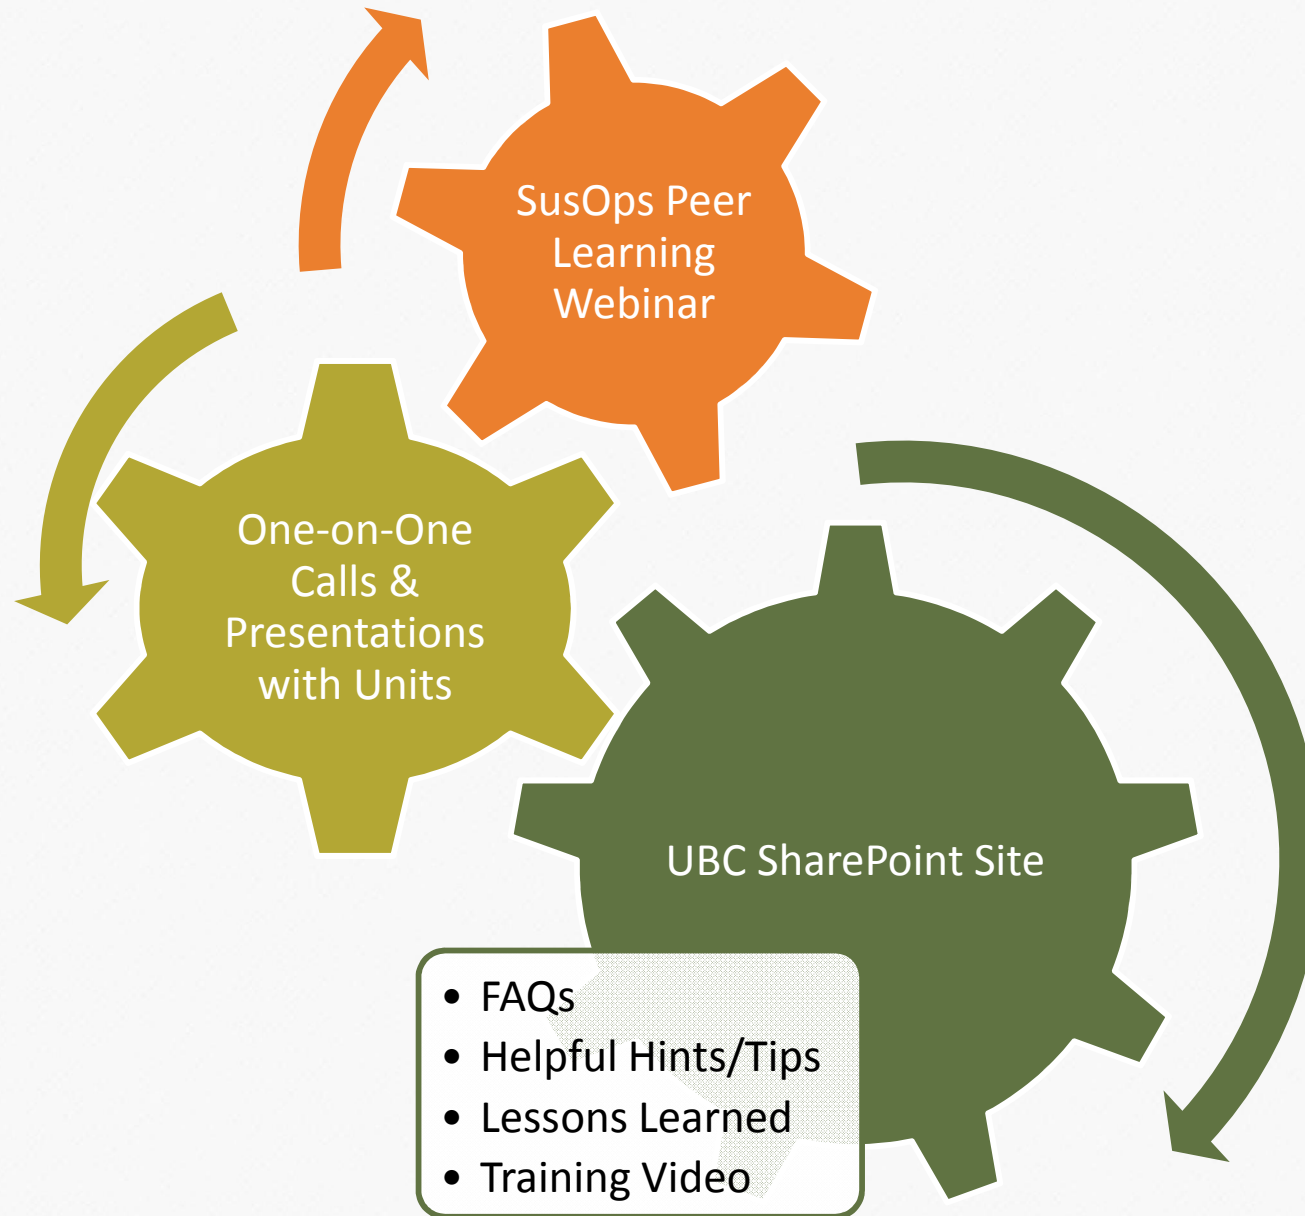 SusOps Peer
Learning
Webinar
One-on-One
Calls &
Presentations
with Units
UBC SharePoint Site
• FAQs
• Helpful Hints/Tips
• Lessons Learned
• Training Video